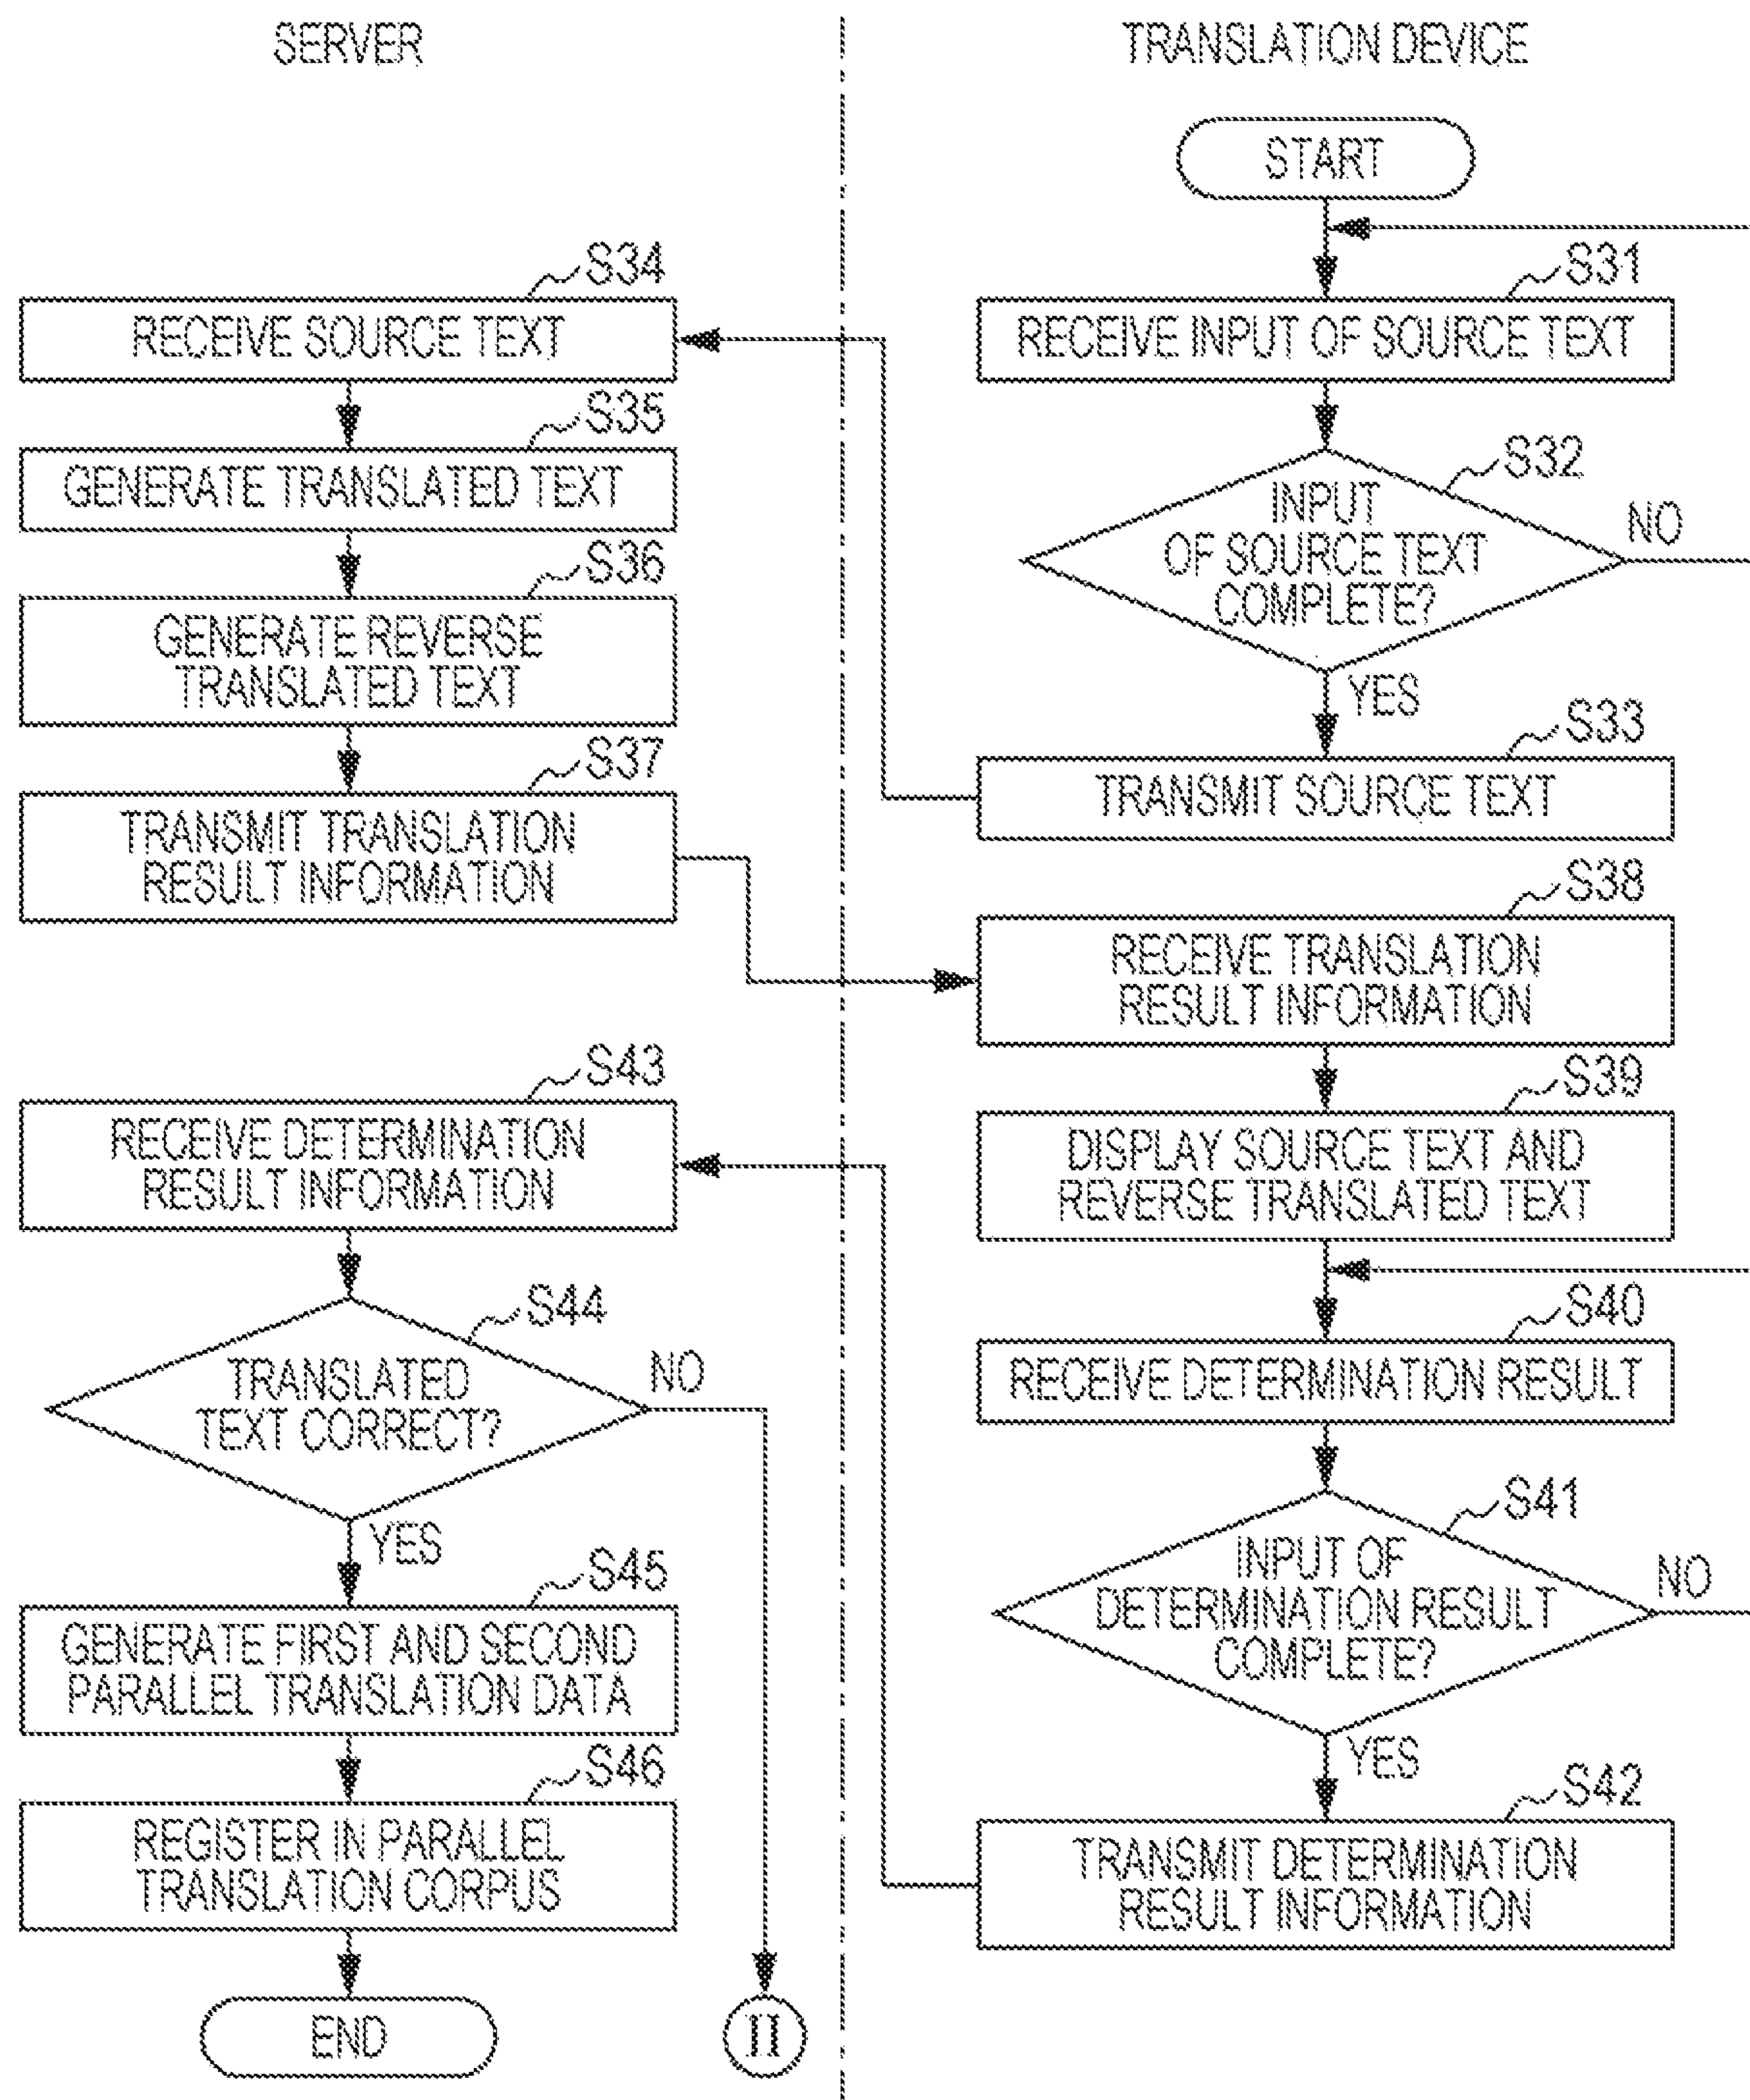 SERVER
TRANSLATION DEVICE
START
S31
RECEIVE INPUT OF SOURCE TEXT
S32
INPUT
OF SOURCE TEXT
COMPLETE?
NO
YES
S33
TRANSMIT SOURCE TEXT
S34
RECEIVE SOURCE TEXT
S35
GENERATE TRANSLATED TEXT
S36
GENERATE REVERSE
TRANSLATED TEXT
S37
TRANSMIT TRANSLATION
RESULT INFORMATION
S38
RECEIVE TRANSLATION
RESULT INFORMATION
S39
DISPLAY SOURCE TEXT AND
REVERSE TRANSLATED TEXT
S40
RECEIVE DETERMINATION RESULT
S41
INPUT OF
DETERMINATION RESULT
COMPLETE?
NO
YES
S42
TRANSMIT DETERMINATION
RESULT INFORMATION
S43
RECEIVE DETERMINATION
RESULT INFORMATION
S44
TRANSLATED
TEXT CORRECT?
NO
YES
S45
GENERATE FIRST AND SECOND
PARALLEL TRANSLATION DATA
S46
REGISTER IN PARALLEL
TRANSLATION CORPUS
END
II